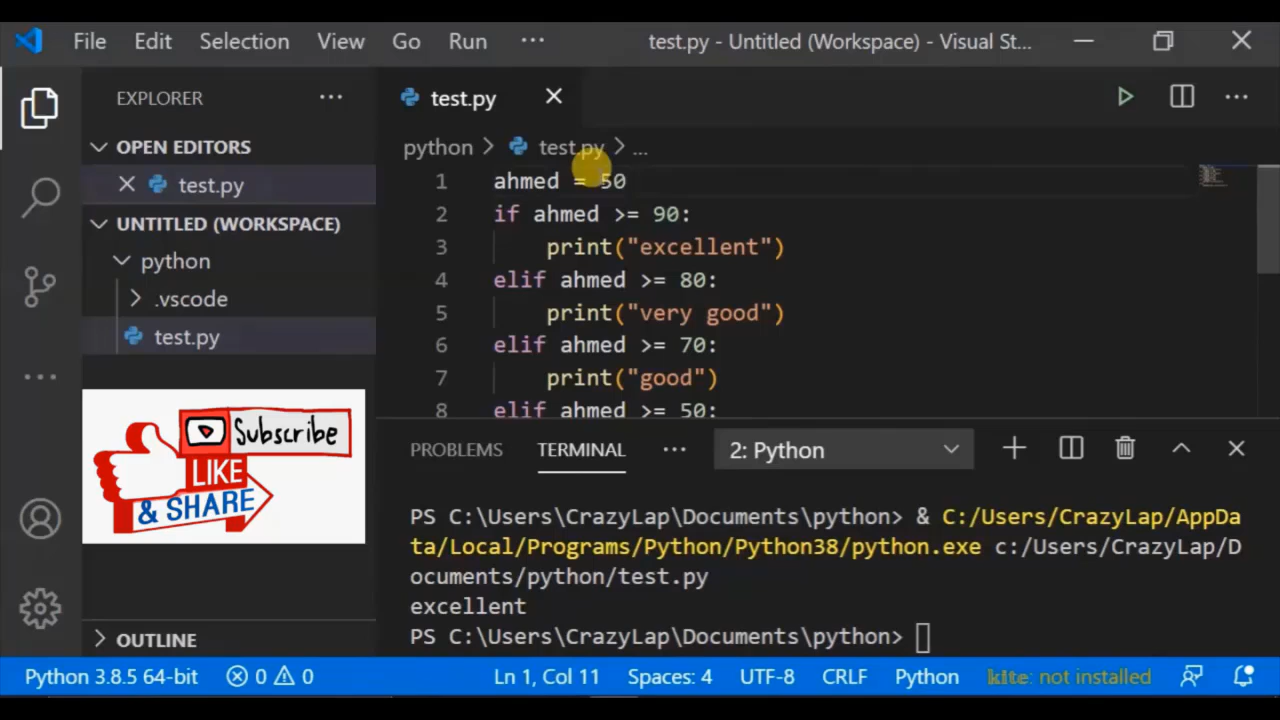 File Edit Selection View Go Run ··· test.py - Untitled (Workspace) - Visual St...
EXPLORER ···
OPEN EDITORS
test.py
UNTITLED (WORKSPACE)
python
.vscode
test.py
Subscribe
LIKE
& SHARE
OUTLINE
test.py
python > test.py > ...
1 ahmed = 50
2 if ahmed >= 90:
3 print("excellent")
4 elif ahmed >= 80:
5 print("very good")
6 elif ahmed >= 70:
7 print("good")
8 elif ahmed >= 50:
PROBLEMS TERMINAL ··· 2: Python
PS C:\Users\CrazyLap\Documents\python> & C:/Users/CrazyLap/AppDa
ta/Local/Programs/Python/Python38/python.exe c:/Users/CrazyLap/D
ocuments/python/test.py
excellent
PS C:\Users\CrazyLap\Documents\python>
Python 3.8.5 64-bit 0 0 Ln 1, Col 11 Spaces: 4 UTF-8 CRLF Python kite: not installed